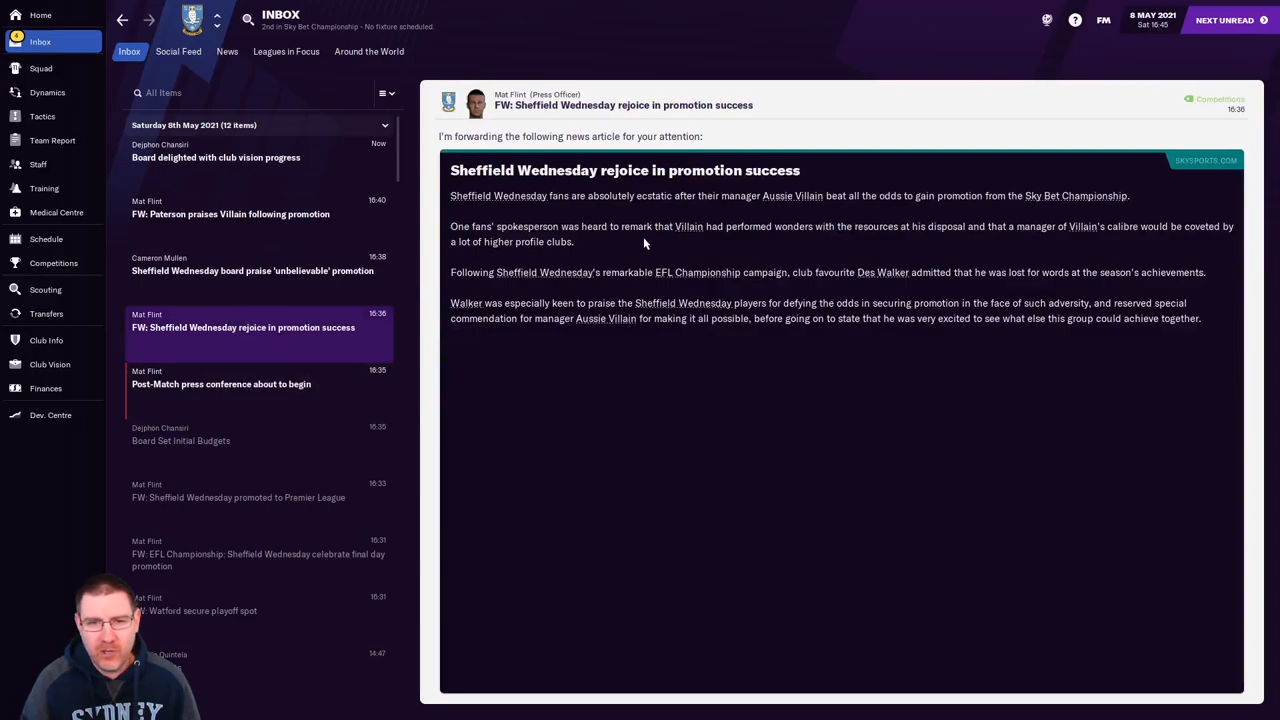 Home
4
Inbox
Squad
Dynamics
Tactics
Team Report
Staff
Training
Medical Centre
Schedule
Competitions
Scouting
Transfers
Club Info
Club Vision
Finances
Dev. Centre
INBOX
2nd in Sky Bet Championship - No fixture scheduled.
?
FM
8 MAY 2021
Sat 16:45
NEXT UNREAD
Inbox
Social Feed
News
Leagues in Focus
Around the World
All Items
Saturday 8th May 2021 (12 items)
Dejphon Chansiri
Now
Board delighted with club vision progress
Mat Flint
16:40
FW: Paterson praises Villain following promotion
Cameron Mullen
16:38
Sheffield Wednesday board praise 'unbelievable' promotion
Mat Flint
16:36
FW: Sheffield Wednesday rejoice in promotion success
Mat Flint
16:35
Post-Match press conference about to begin
Dejphon Chansiri
16:35
Board Set Initial Budgets
Mat Flint
16:33
FW: Sheffield Wednesday promoted to Premier League
Mat Flint
16:31
FW: EFL Championship: Sheffield Wednesday celebrate final day
promotion
Mat Flint
16:31
Watford secure playoff spot
Quintela
14:47
Mat Flint (Press Officer)
FW: Sheffield Wednesday rejoice in promotion success
Competitions
16:36
I'm forwarding the following news article for your attention:
SKYSPORTS.COM
Sheffield Wednesday rejoice in promotion success
Sheffield Wednesday fans are absolutely ecstatic after their manager Aussie Villain beat all the odds to gain promotion from the Sky Bet Championship.
One fans' spokesperson was heard to remark that Villain had performed wonders with the resources at his disposal and that a manager of Villain's calibre would be coveted by
a lot of higher profile clubs.
Following Sheffield Wednesday's remarkable EFL Championship campaign, club favourite Des Walker admitted that he was lost for words at the season's achievements.
Walker was especially keen to praise the Sheffield Wednesday players for defying the odds in securing promotion in the face of such adversity, and reserved special
commendation for manager Aussie Villain for making it all possible, before going on to state that he was very excited to see what else this group could achieve together.
SYDNEY